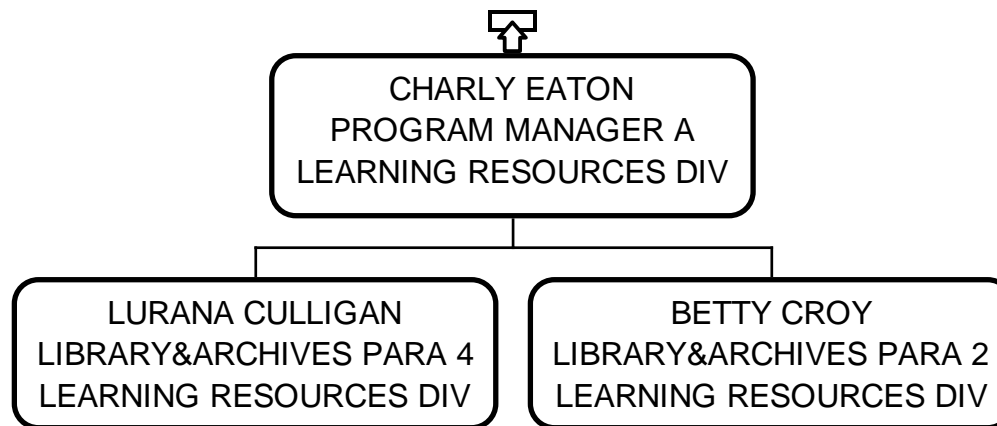 CHARLY EATON
PROGRAM MANAGER A
LEARNING RESOURCES DIV
LURANA CULLIGAN
LIBRARY&ARCHIVES PARA 4
LEARNING RESOURCES DIV
BETTY CROY
LIBRARY&ARCHIVES PARA 2
LEARNING RESOURCES DIV